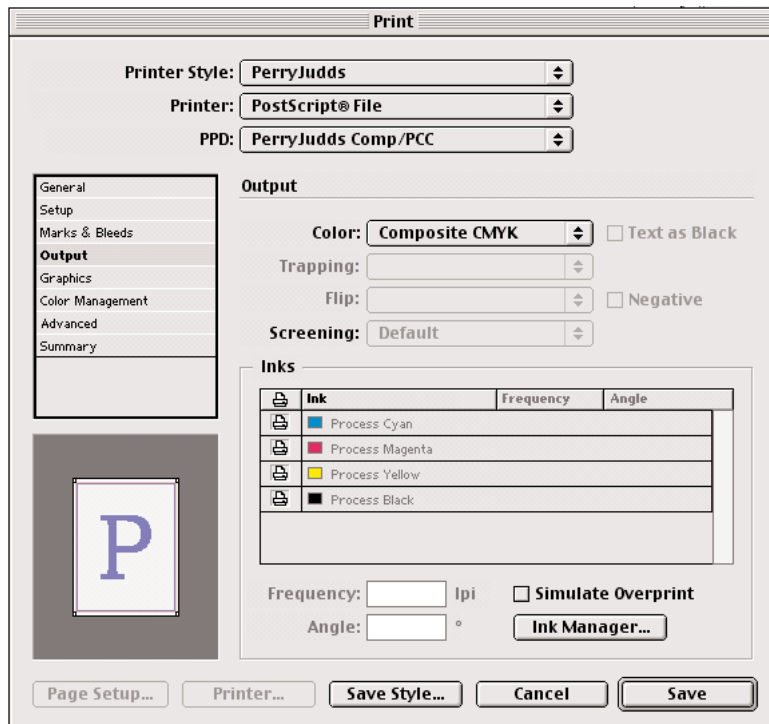 Print
Printer Style: PerryJudds
Printer: PostScript® File
PPD: PerryJudds Comp/PCC
General
Setup
Marks & Bleeds
Output
Graphics
Color Management
Advanced
Summary
P
Output
Color: Composite CMYK Text as Black
Trapping:
Flip: Negative
Screening: Default
Inks
Ink Frequency Angle
Process Cyan
Process Magenta
Process Yellow
Process Black
Frequency: lpi Simulate Overprint
Angle: ° Ink Manager...
Page Setup... Printer... Save Style... Cancel Save